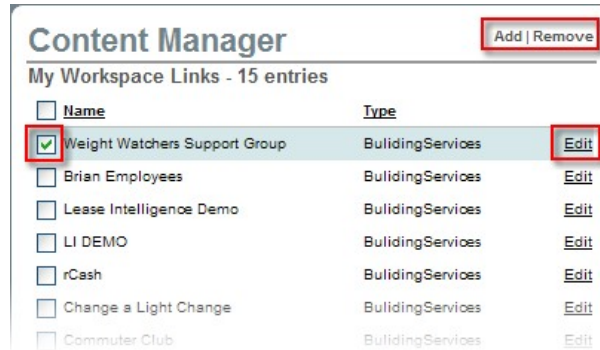 Content Manager
Add | Remove
My Workspace Links - 15 entries
Name Type
Weight Watchers Support Group BulidingServices Edit
Brian Employees BulidingServices Edit
Lease Intelligence Demo BulidingServices Edit
LI DEMO BulidingServices Edit
rCash BulidingServices Edit
Change a Light Change BulidingServices Edit
Commuter Club BulidingServices Edit